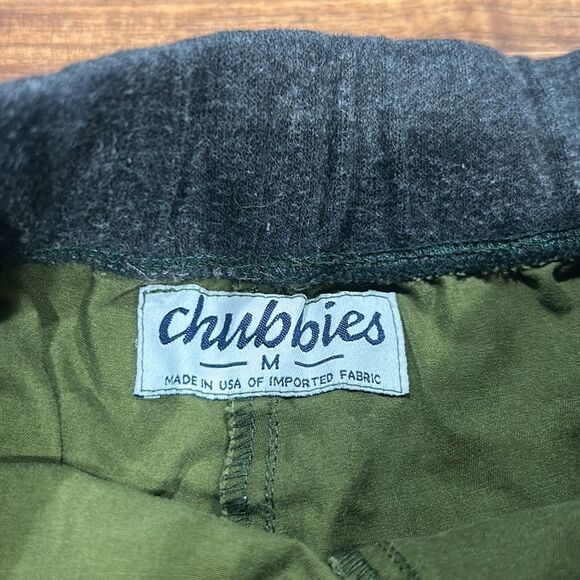 chubbies
M
MADE IN USA OF IMPORTED FABRIC